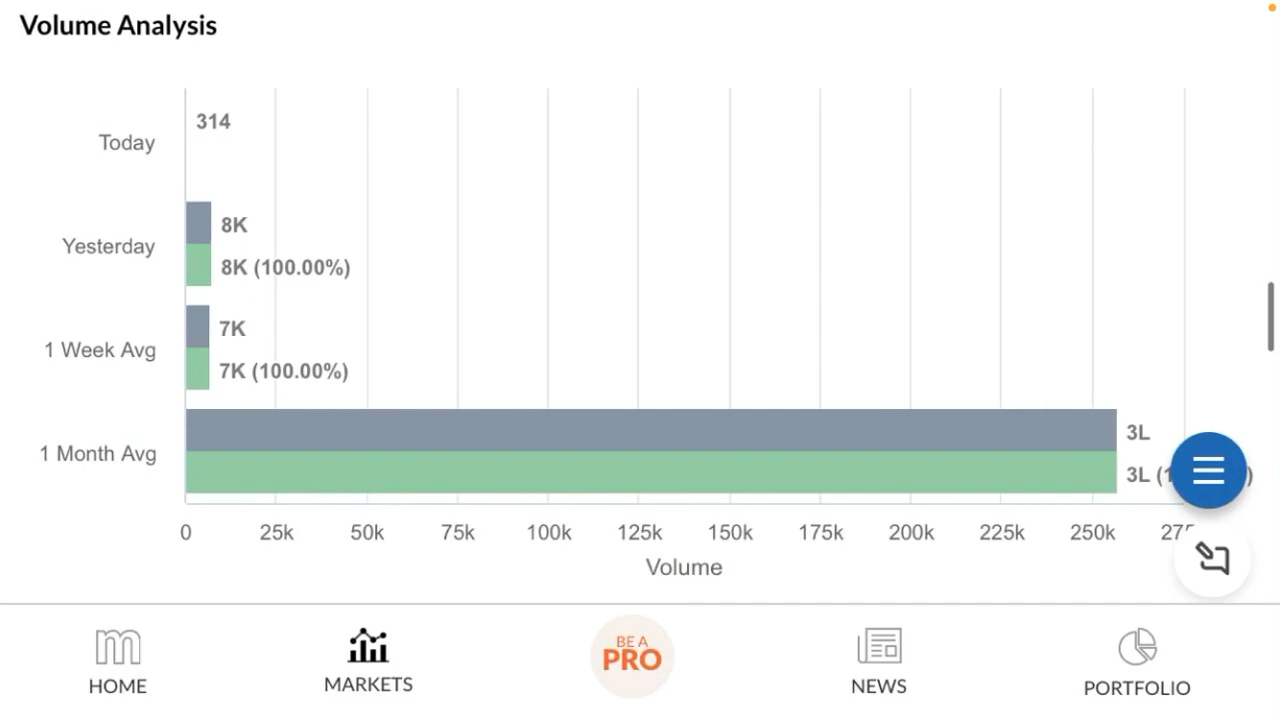 Volume Analysis
Today
314
Yesterday
8K
8K (100.00%)
1 Week Avg
7K
7K (100.00%)
1 Month Avg
3L
3L (1 )
0 25k 50k 75k 100k 125k 150k 175k 200k 225k 250k
Volume
m
HOME
MARKETS
BE A
PRO
NEWS
PORTFOLIO